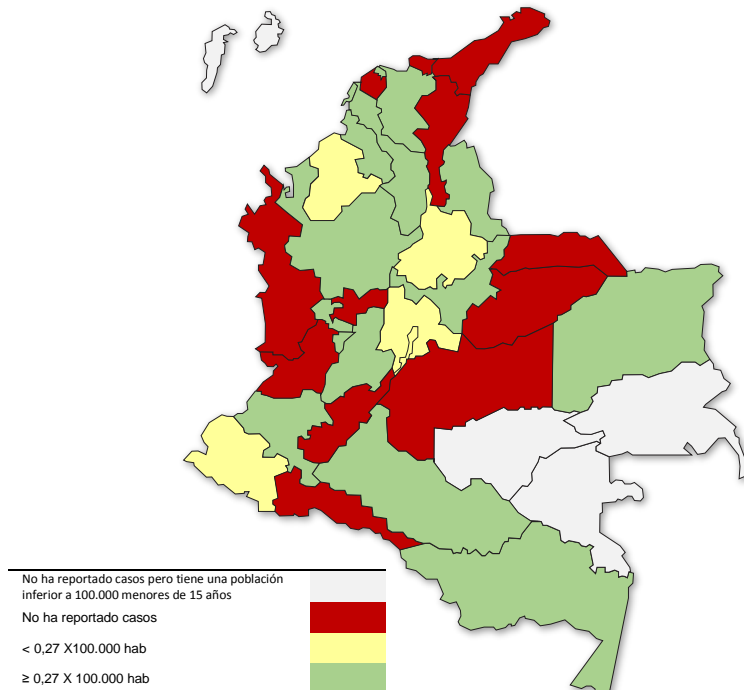 No ha reportado casos pero tiene una población
inferior a 100.000 menores de 15 años
No ha reportado casos
< 0,27 X100.000 hab
≥ 0,27 X 100.000 hab